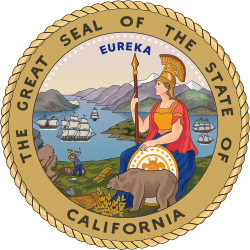 THE GREAT SEAL OF THE STATE OF CALIFORNIA
EUREKA